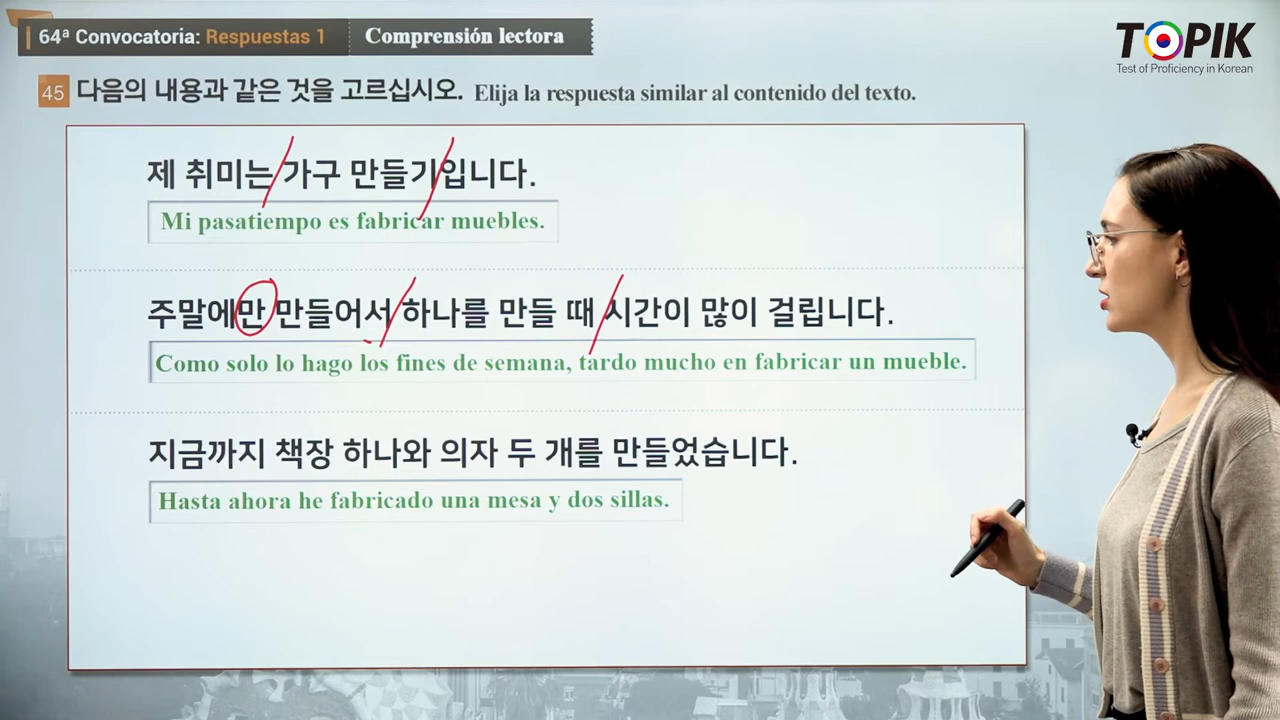 64ª Convocatoria: Respuestas 1 Comprensión lectora
TOPIK
Test of Proficiency in Korean
45 다음의 내용과 같은 것을 고르십시오. Elija la respuesta similar al contenido del texto.
제 취미는 가구 만들기입니다.
Mi pasatiempo es fabricar muebles.
주말에만 만들어서 하나를 만들 때 시간이 많이 걸립니다.
Como solo lo hago los fines de semana, tardo mucho en fabricar un mueble.
지금까지 책장 하나와 의자 두 개를 만들었습니다.
Hasta ahora he fabricado una mesa y dos sillas.